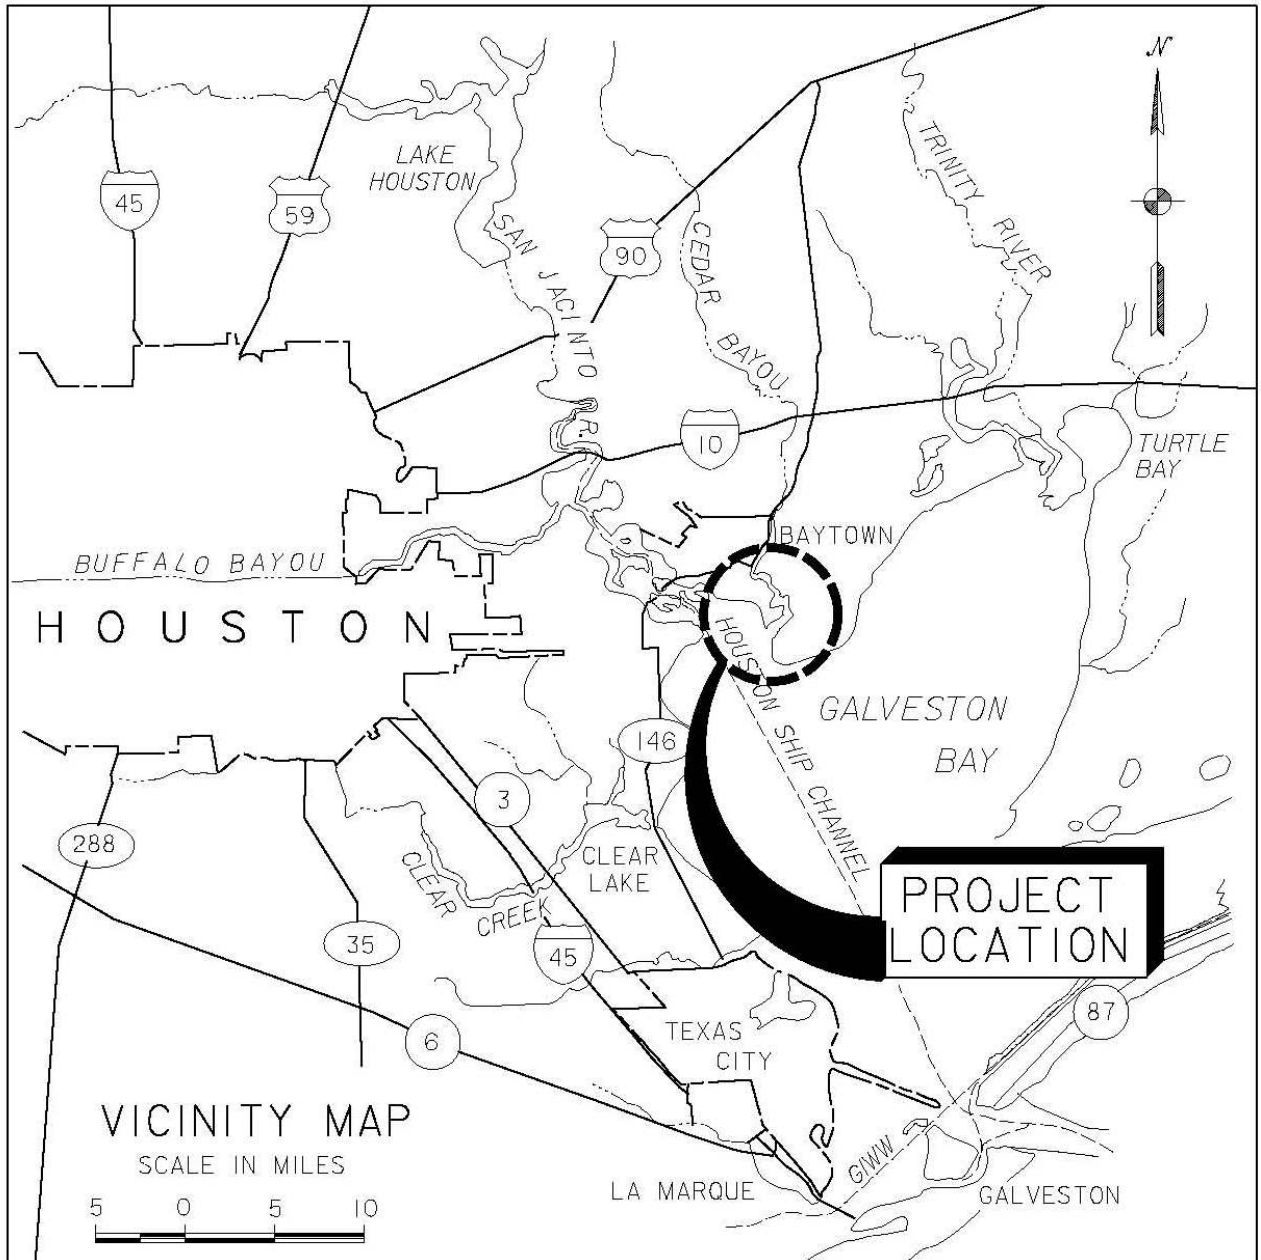 N
LAKE
HOUSTON
TRINITY RIVER
45
59
SAN JACINTO R.
90
CEDAR BAYOU
10
TURTLE
BAY
BUFFALO BAYOU
BAYTOWN
HOUSTON
HOUSTON SHIP CHANNEL
GALVESTON
BAY
146
3
288
CLEAR
LAKE
CLEAR CREEK
PROJECT
LOCATION
35
45
87
6
TEXAS
CITY
VICINITY MAP
SCALE IN MILES
5 0 5 10
GIWW
LA MARQUE
GALVESTON